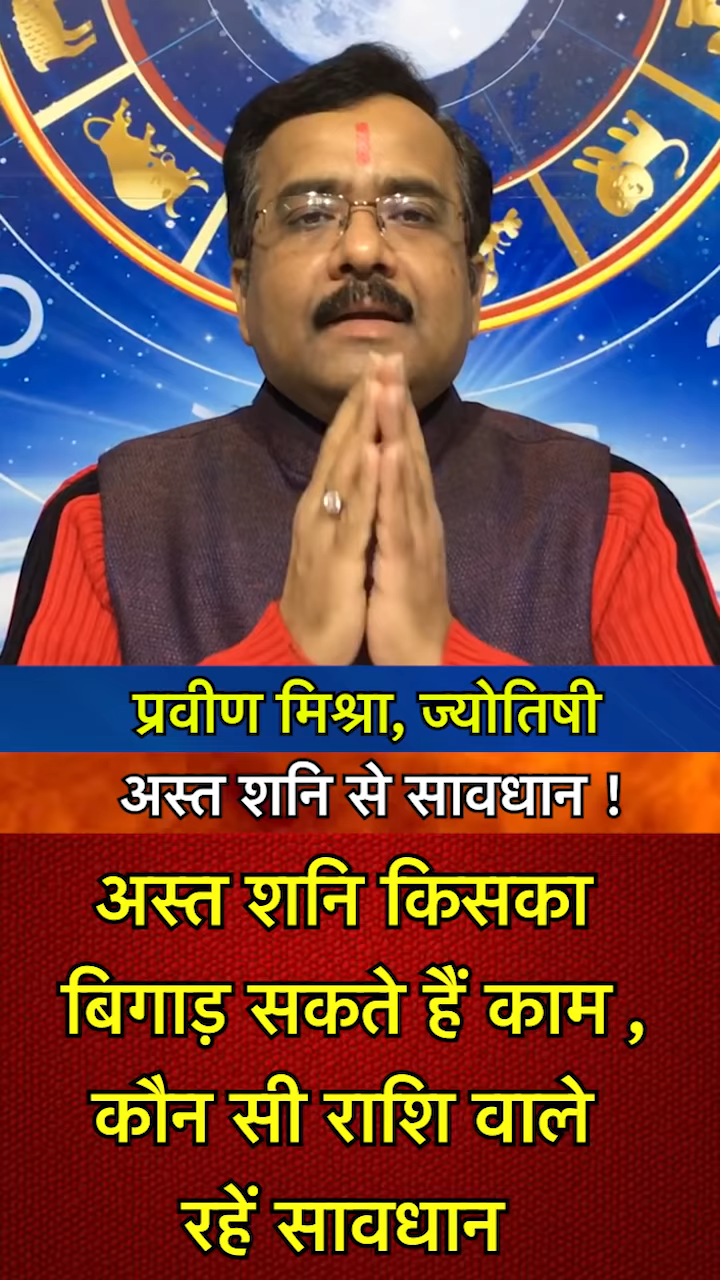 प्रवीण मिश्रा, ज्योतिषी
अस्त शनि से सावधान !
अस्त शनि किसका
बिगाड़ सकते हैं काम ,
कौन सी राशि वाले
रहें सावधान